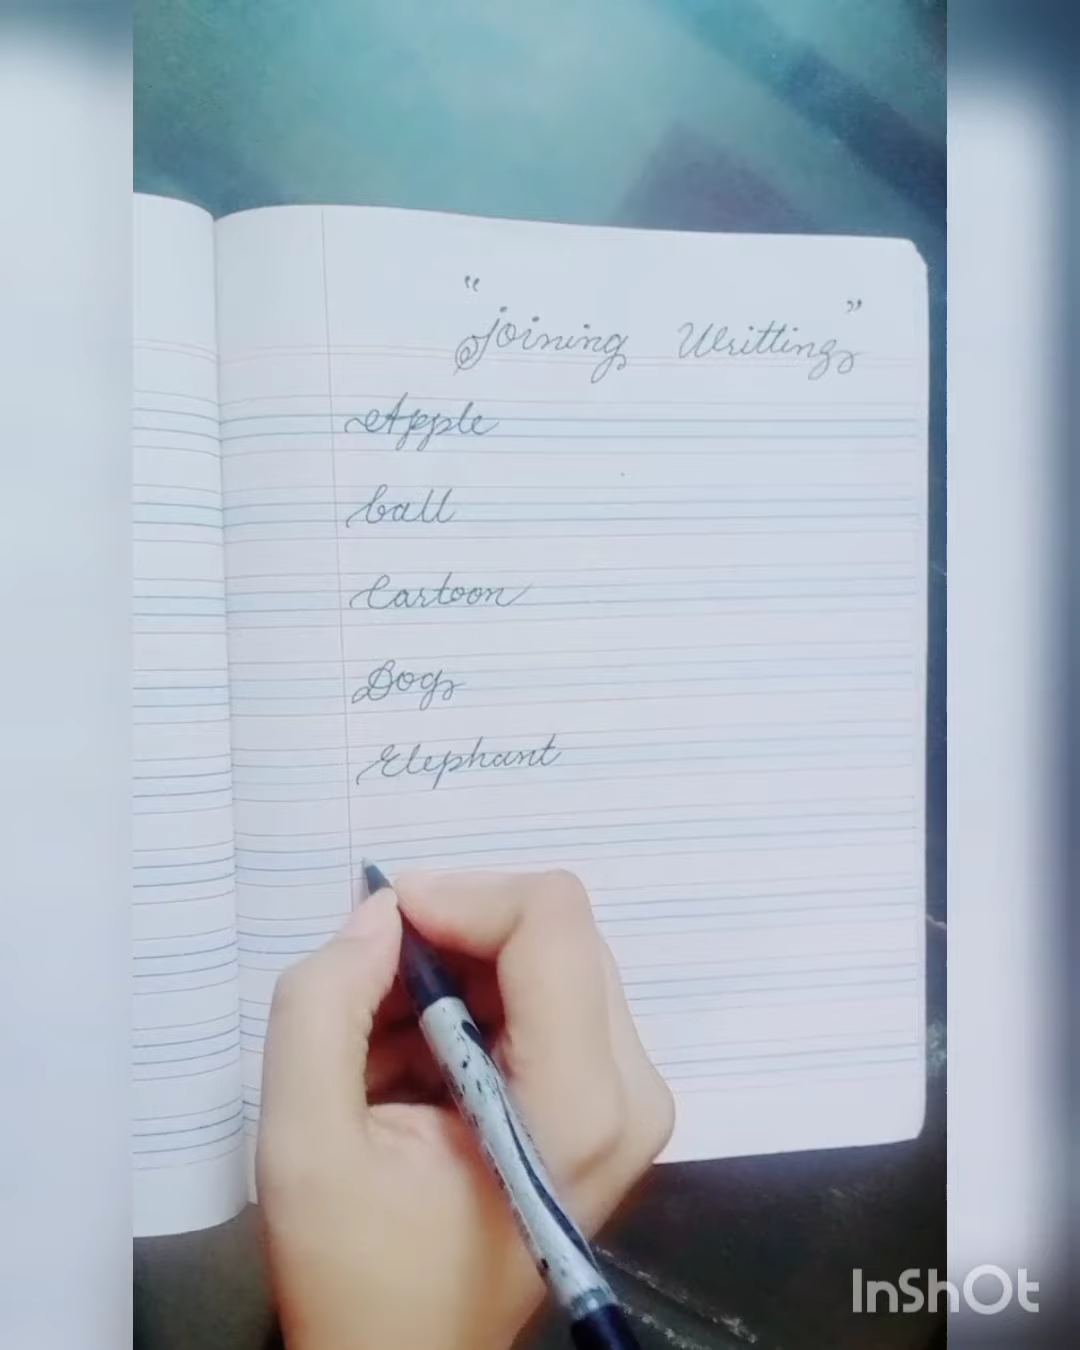 “joining Writting”
Apple
ball
Cartoon
Dog
Elephant
InShOt